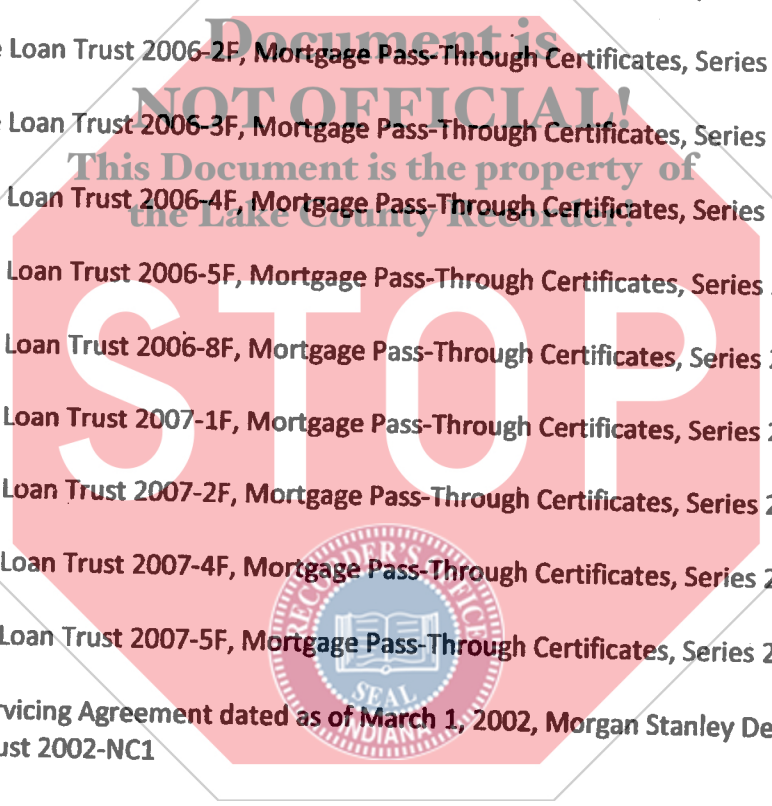 Document is
Loan Trust 2006-2F, Mortgage Pass-Through Certificates, Series
NOT OFFICIAL!
Loan Trust 2006-3F, Mortgage Pass-Through Certificates, Series
This Document is the property of
Loan Trust 2006-4F, Mortgage Pass-Through Certificates, Series
the Lake County Recorder!
Loan Trust 2006-5F, Mortgage Pass-Through Certificates, Series
STOP
Loan Trust 2006-8F, Mortgage Pass-Through Certificates, Series
Loan Trust 2007-1F, Mortgage Pass-Through Certificates, Series 2
Loan Trust 2007-2F, Mortgage Pass-Through Certificates, Series 2
Loan Trust 2007-4F, Mortgage Pass-Through Certificates, Series 2
Loan Trust 2007-5F, Mortgage Pass-Through Certificates, Series 2
RECORDER'S OFFICE
SEAL
INDIANA
rvicing Agreement dated as of March 1, 2002, Morgan Stanley De
ust 2002-NC1